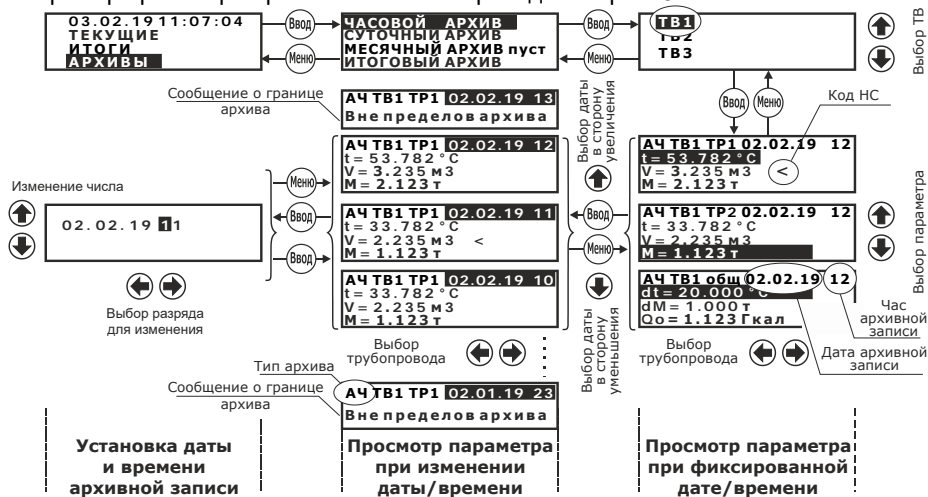 03.02.19 11:07:04
ТЕКУЩИЕ
ИТОГИ
АРХИВЫ
Ввод
Меню
ЧАСОВОЙ АРХИВ
СУТОЧНЫЙ АРХИВ
МЕСЯЧНЫЙ АРХИВ пуст
ИТОГОВЫЙ АРХИВ
Ввод
Меню
ТВ1
ТВ2
ТВ3
Выбор ТВ
Ввод
Меню
Код НС
Сообщение о границе
архива
АЧ ТВ1 ТР1 02.02.19 13
Вне пределов архива
Выбор даты
в сторону
увеличения
АЧ ТВ1 ТР1 02.02.19 12
t = 53.782 °C
V = 3.235 м3
М = 2.123 т
АЧ ТВ1 ТР1 02.02.19 12
t = 53.782 °C
V = 3.235 м3 <
М = 2.123 т
Изменение числа
02.02.19 11
Меню
Ввод
Ввод
АЧ ТВ1 ТР1 02.02.19 11
t = 33.782 °C
V = 2.235 м3 <
М = 1.123 т
Ввод
Меню
АЧ ТВ1 ТР2 02.02.19 12
t = 33.782 °C
V = 2.235 м3
М = 1.123 т
Выбор параметра
Выбор разряда
для изменения
АЧ ТВ1 ТР1 02.02.19 10
t = 33.782 °C
V = 2.235 м3
М = 1.123 т
Выбор даты
в сторону
уменьшения
АЧ ТВ1 общ 02.02.19 12
dt = 20.000 °C
dM = 1.000 т
Qo = 1.123 Гкал
Час
архивной
записи
Дата архивной
записи
Выбор
трубопровода
Выбор
трубопровода
Тип архива
Сообщение о границе
архива
АЧ ТВ1 ТР1 02.01.19 23
Вне пределов архива
Установка даты
и времени
архивной записи
Просмотр параметра
при изменении
даты/времени
Просмотр параметра
при фиксированной
дате/времени